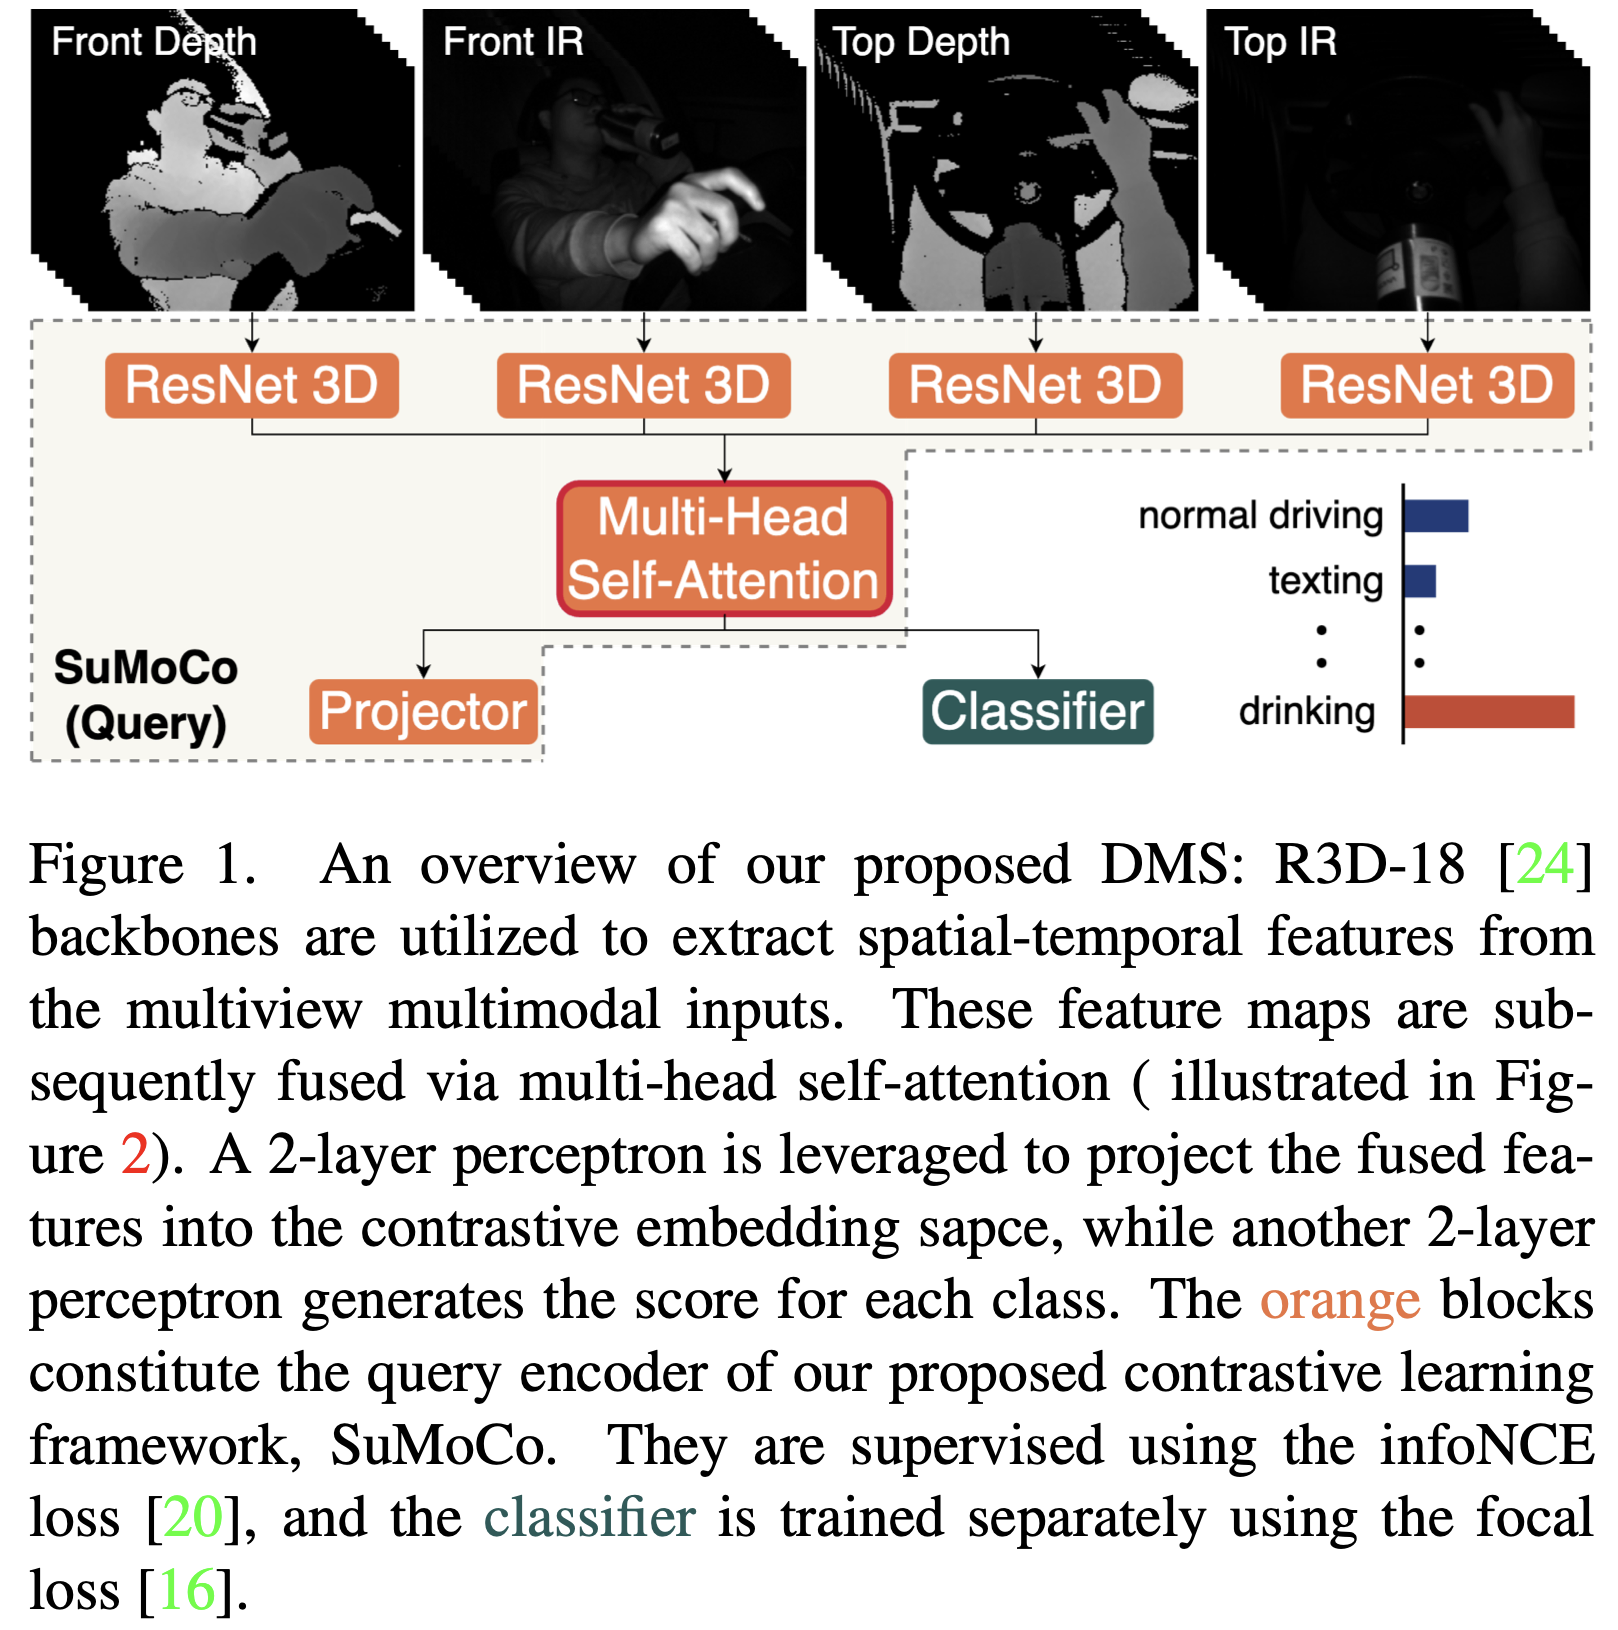 Front Depth
Front IR
Top Depth
Top IR
ResNet 3D
ResNet 3D
ResNet 3D
ResNet 3D
Multi-Head
Self-Attention
normal driving
texting
drinking
SuMoCo
(Query)
Projector
Classifier
Figure 1. An overview of our proposed DMS: R3D-18 [24]
backbones are utilized to extract spatial-temporal features from
the multiview multimodal inputs. These feature maps are sub-
sequently fused via multi-head self-attention ( illustrated in Fig-
ure 2). A 2-layer perceptron is leveraged to project the fused fea-
tures into the contrastive embedding sapce, while another 2-layer
perceptron generates the score for each class. The orange blocks
constitute the query encoder of our proposed contrastive learning
framework, SuMoCo. They are supervised using the infoNCE
loss [20], and the classifier is trained separately using the focal
loss [16].